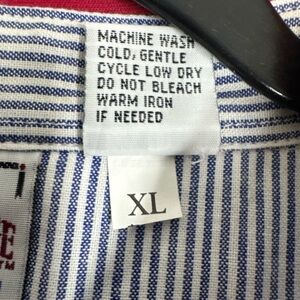 MACHINE WASH
COLD, GENTLE
CYCLE LOW DRY
DO NOT BLEACH
WARM IRON
IF NEEDED
XL